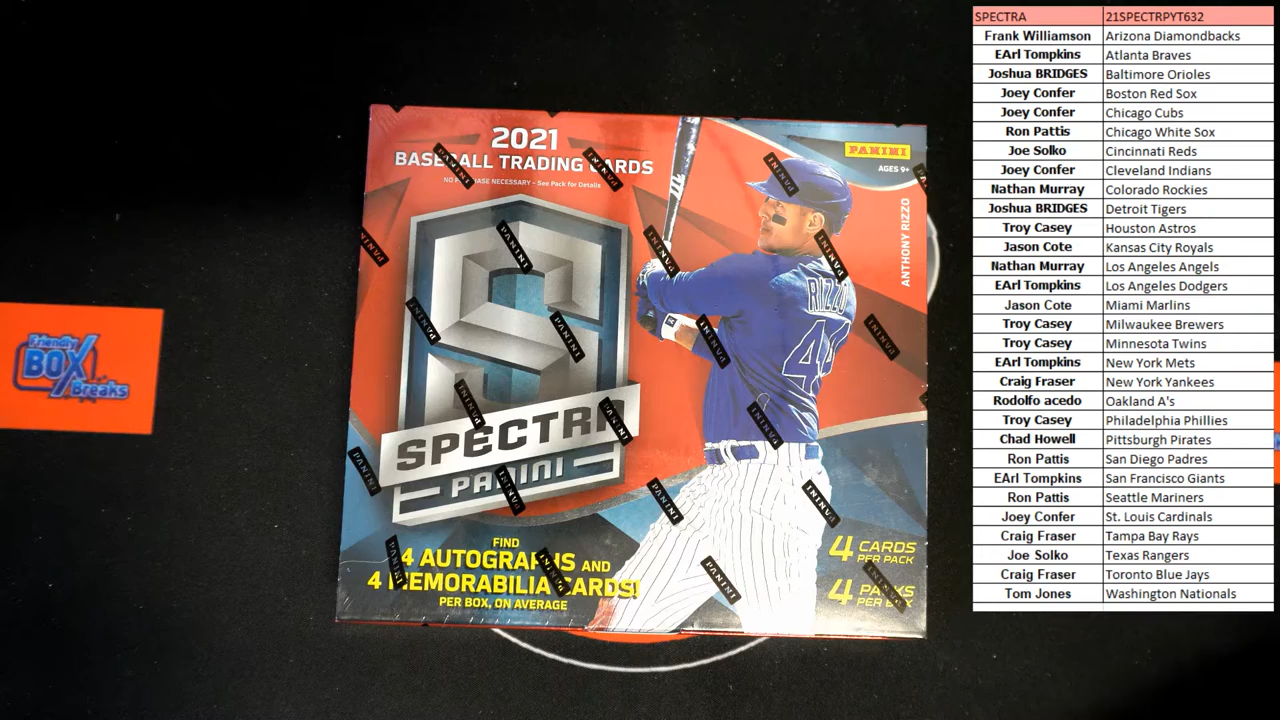 Friendly
BOX
Breaks
2021
BASEBALL TRADING CARDS
NO PURCHASE NECESSARY – See Pack for Details
PANINI
AGES 9+
ANTHONY RIZZO
RIZZO
44
SPECTRA
PANINI
FIND
4 AUTOGRAPHS AND
4 MEMORABILIA CARDS!
PER BOX, ON AVERAGE
4 CARDS
PER PACK
4 PACKS
PER BOX
SPECTRA 21SPECTRPYT632
Frank Williamson Arizona Diamondbacks
EArl Tompkins Atlanta Braves
Joshua BRIDGES Baltimore Orioles
Joey Confer Boston Red Sox
Joey Confer Chicago Cubs
Ron Pattis Chicago White Sox
Joe Solko Cincinnati Reds
Joey Confer Cleveland Indians
Nathan Murray Colorado Rockies
Joshua BRIDGES Detroit Tigers
Troy Casey Houston Astros
Jason Cote Kansas City Royals
Nathan Murray Los Angeles Angels
EArl Tompkins Los Angeles Dodgers
Jason Cote Miami Marlins
Troy Casey Milwaukee Brewers
Troy Casey Minnesota Twins
EArl Tompkins New York Mets
Craig Fraser New York Yankees
Rodolfo acedo Oakland A's
Troy Casey Philadelphia Phillies
Chad Howell Pittsburgh Pirates
Ron Pattis San Diego Padres
EArl Tompkins San Francisco Giants
Ron Pattis Seattle Mariners
Joey Confer St. Louis Cardinals
Craig Fraser Tampa Bay Rays
Joe Solko Texas Rangers
Craig Fraser Toronto Blue Jays
Tom Jones Washington Nationals